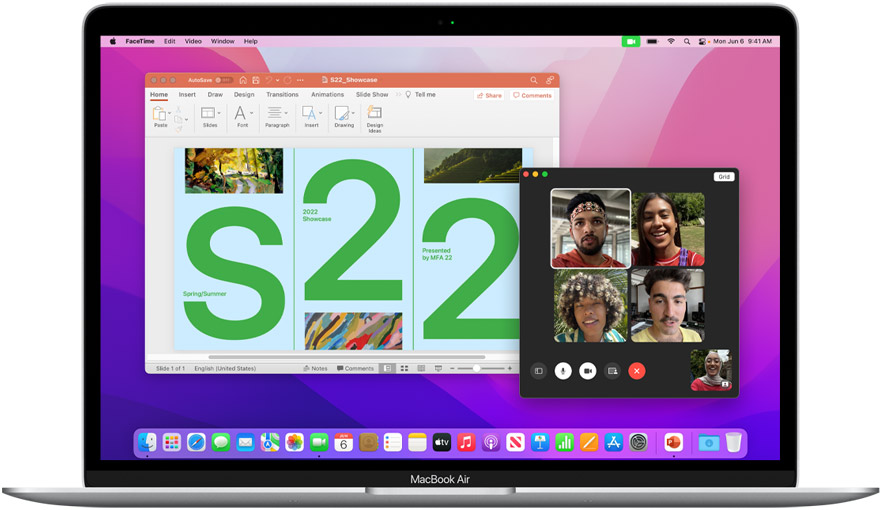 FaceTime Edit Video Window Help
Mon Jun 6 9:41 AM
AutoSave S22_Showcase
Home Insert Draw Design Transitions Animations Slide Show Tell me Share Comments
Paste Slides Font Paragraph Insert Drawing Design
Ideas
S22
2022
Showcase
Presented
by MFA 22
Spring/Summer
Slide 1 of 1 English (United States) Notes Comments
Grid
JUN
6
tv
MacBook Air